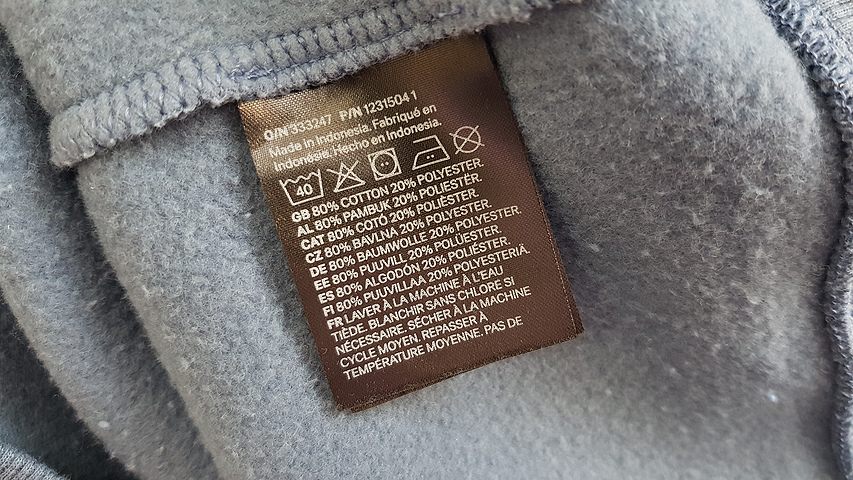 O/N 333247 P/N 1231504 1
Made in Indonesia. Fabriqué en
Indonésie. Hecho en Indonesia.
40
GB 80% COTTON 20% POLYESTER.
AL 80% PAMBUK 20% POLIESTËR.
CAT 80% COTÓ 20% POLIÈSTER.
CZ 80% BAVLNA 20% POLYESTER.
DE 80% BAUMWOLLE 20% POLYESTER.
EE 80% PUUVILL 20% POLÜESTER.
ES 80% ALGODÓN 20% POLIÉSTER.
FI 80% PUUVILLAA 20% POLYESTERIÄ.
FR LAVER À LA MACHINE À L'EAU
TIÈDE. BLANCHIR SANS CHLORE SI
NÉCESSAIRE. SÉCHER À LA MACHINE
CYCLE MOYEN. REPASSER À
TEMPÉRATURE MOYENNE. PAS DE